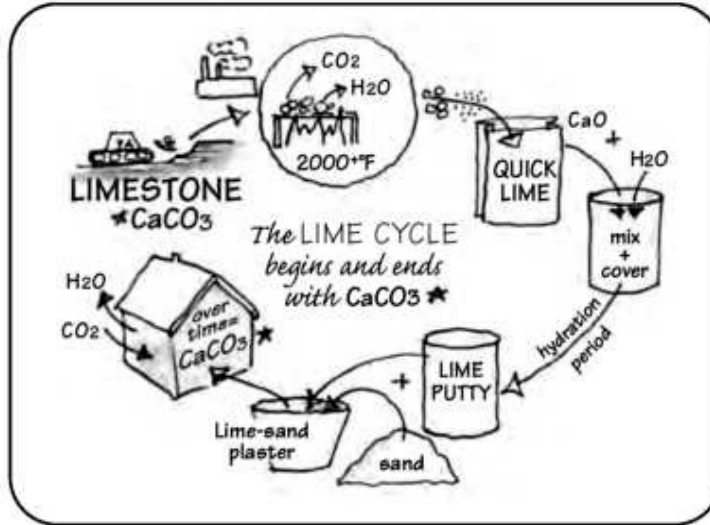 CO2
H2O
2000+°F
LIMESTONE
*CaCO3
CaO
+
QUICK
LIME
H2O
mix
+
cover
The LIME CYCLE
begins and ends
with CaCO3 ★
H2O
CO2
over
time=
CaCO3 ★
hydration
period
LIME
PUTTY
+
Lime-sand
plaster
sand